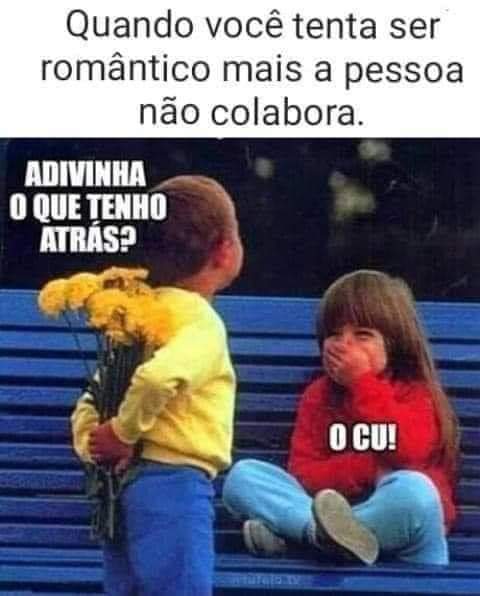 Quando você tenta ser
romântico mais a pessoa
não colabora.
ADIVINHA
O QUE TENHO
ATRÁS?
O CU!